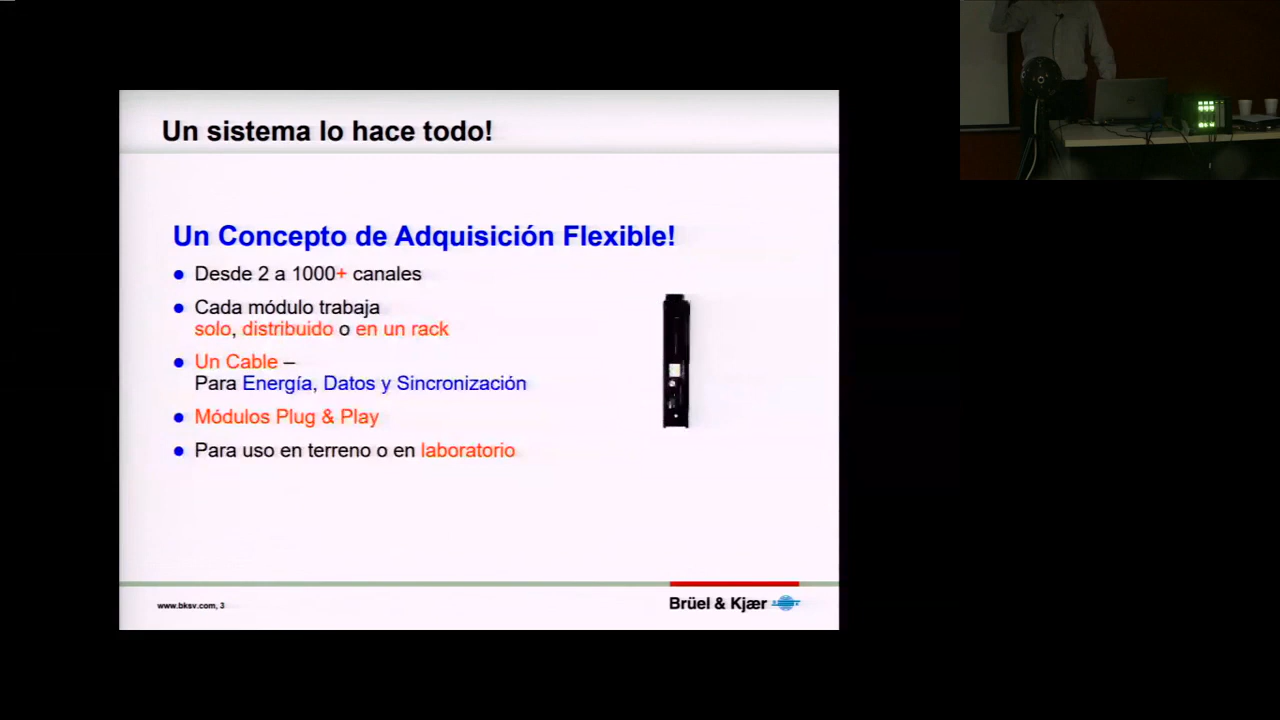 Un sistema lo hace todo!
Un Concepto de Adquisición Flexible!
Desde 2 a 1000+ canales
Cada módulo trabaja
solo, distribuido o en un rack
Un Cable –
Para Energía, Datos y Sincronización
Módulos Plug & Play
Para uso en terreno o en laboratorio
www.bksv.com, 3
Brüel & Kjær